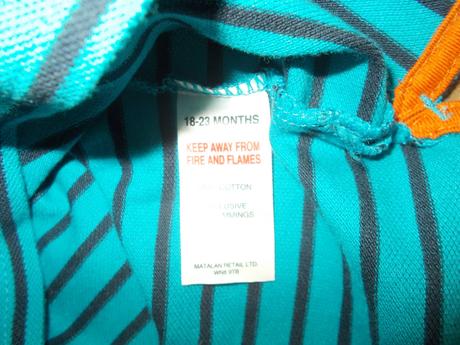 18-23 MONTHS
KEEP AWAY FROM
FIRE AND FLAMES
COTTON
MATALAN RETAIL LTD.
WN8 9TB